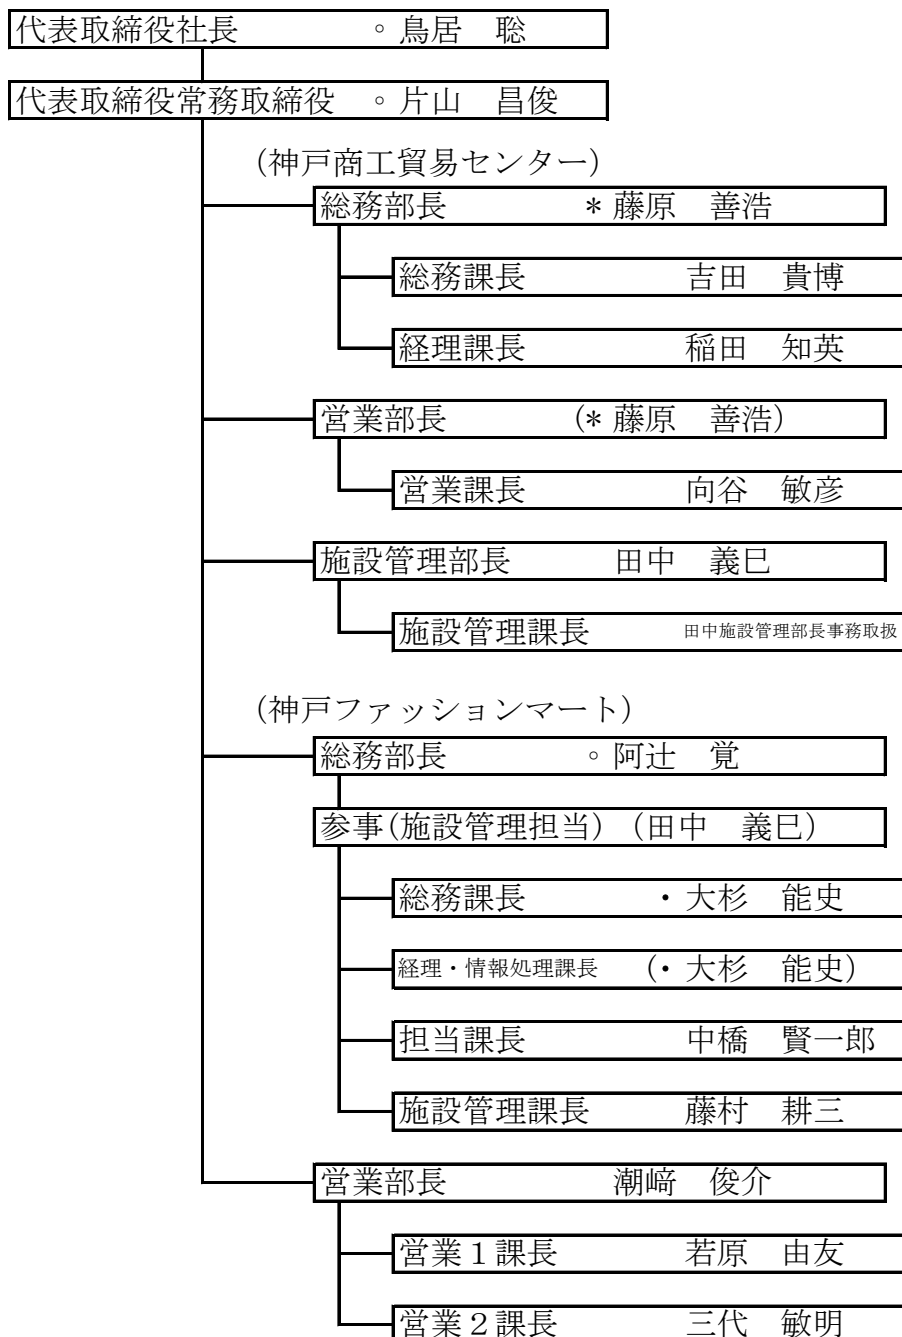 代表取締役社長　◦ 鳥居　聡
代表取締役常務取締役　◦ 片山　昌俊
（神戸商工貿易センター）
総務部長　＊ 藤原　善浩
総務課長　吉田　貴博
経理課長　稲田　知英
営業部長　（＊ 藤原　善浩）
営業課長　向谷　敏彦
施設管理部長　田中　義巳
施設管理課長　田中施設管理部長事務取扱
（神戸ファッションマート）
総務部長　◦ 阿辻　覚
参事（施設管理担当）　（田中　義巳）
総務課長　・ 大杉　能史
経理・情報処理課長　（・ 大杉　能史）
担当課長　中橋　賢一郎
施設管理課長　藤村　耕三
営業部長　潮﨑　俊介
営業１課長　若原　由友
営業２課長　三代　敏明